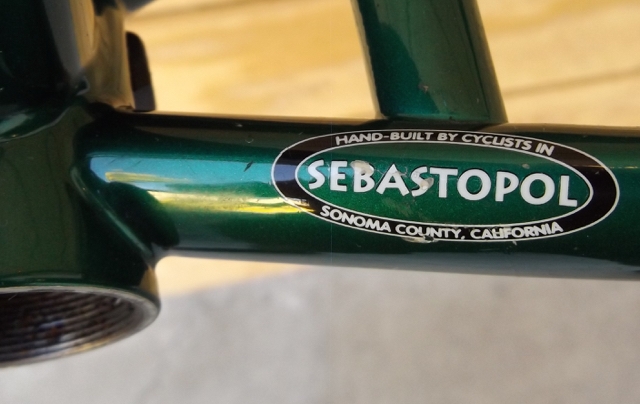 HAND-BUILT BY CYCLISTS IN
SEBASTOPOL
SONOMA COUNTY, CALIFORNIA